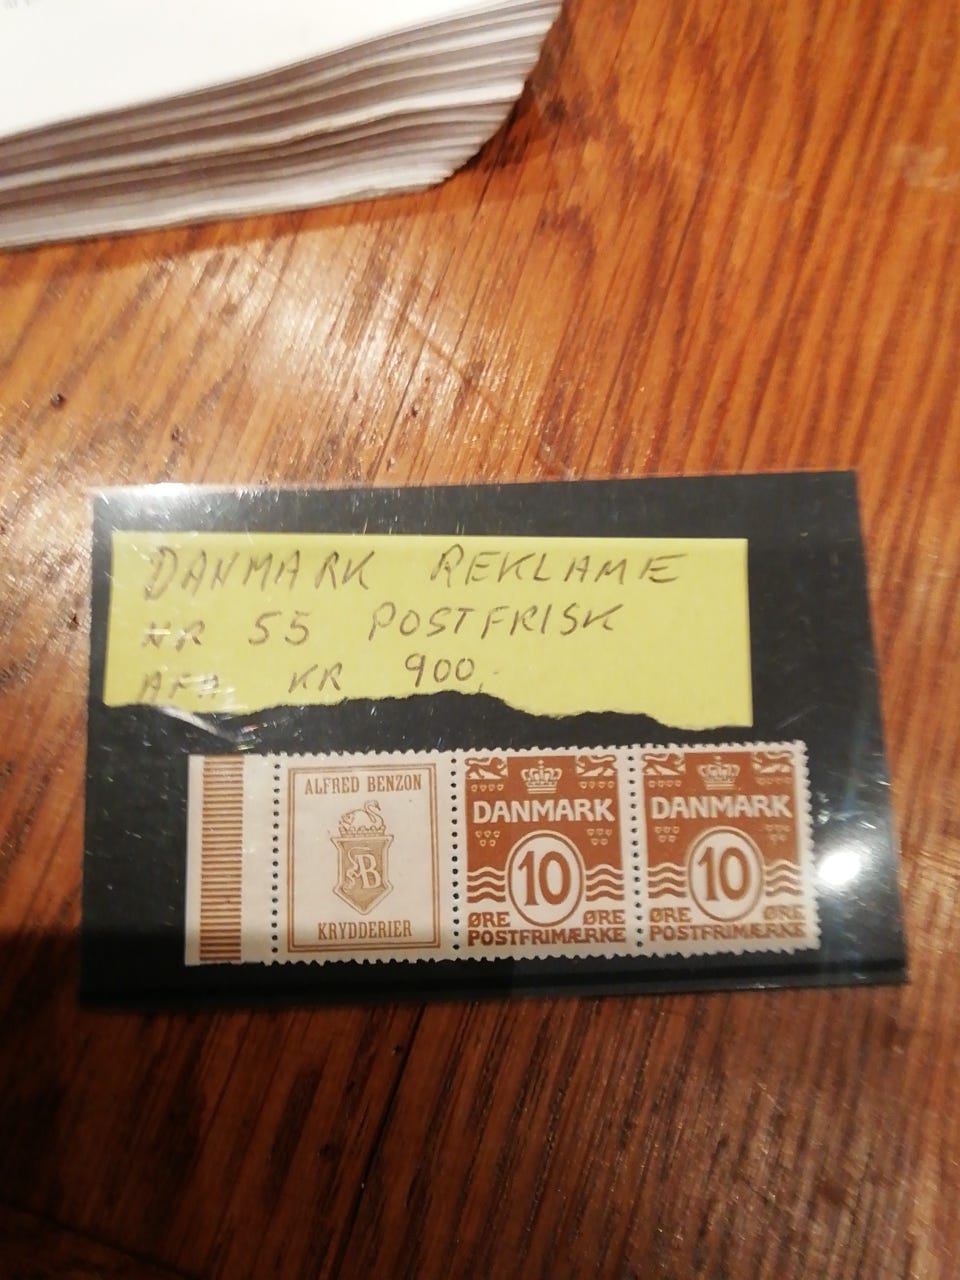 DANMARK REKLAME
NR 55 POSTFRISK
AFA KR 900,-
ALFRED BENZON
AB
KRYDDERIER
DANMARK
10
ØRE ØRE
POSTFRIMÆRKE
DANMARK
10
ØRE ØRE
POSTFRIMÆRKE